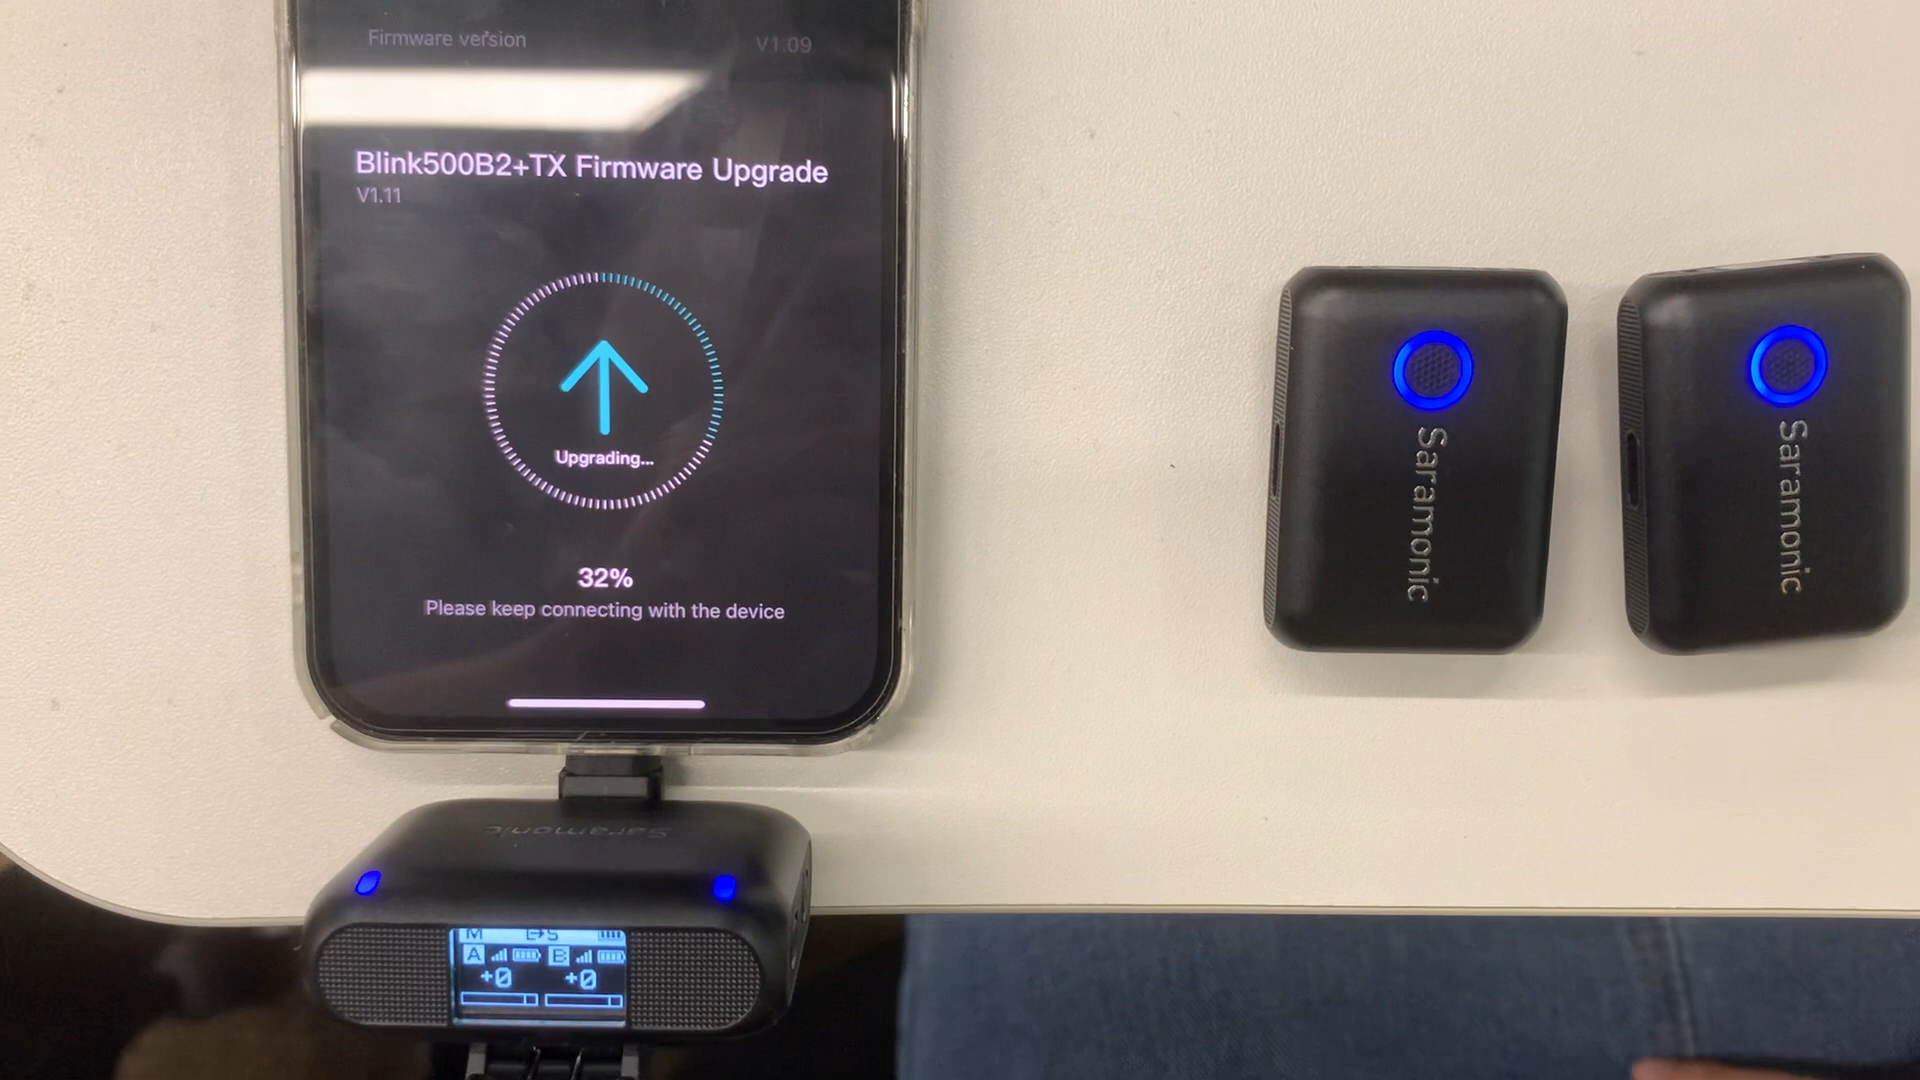 Firmware version V1.09
Blink500B2+TX Firmware Upgrade
V1.11
Upgrading...
32%
Please keep connecting with the device
Saramonic
Saramonic
Saramonic
M S
A B
+0 +0